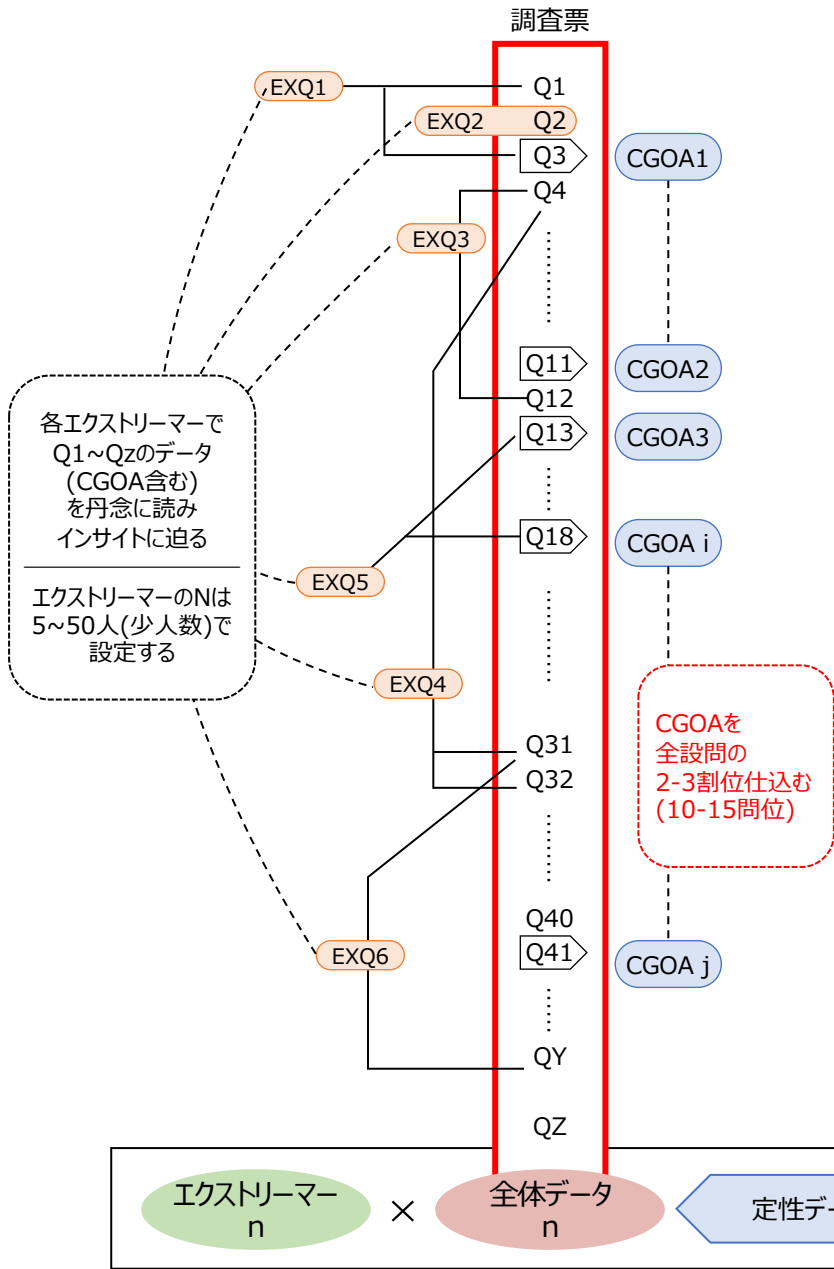 調査票
EXQ1
Q1
EXQ2
Q2
Q3
CGOA1
Q4
EXQ3
Q11
CGOA2
Q12
Q13
CGOA3
各エクストリーマーで
Q1~Qzのデータ
(CGOA含む)
を丹念に読み
インサイトに迫る
エクストリーマーのNは
5~50人(少人数)で
設定する
Q18
CGOA i
EXQ5
EXQ4
CGOAを
全設問の
2-3割位仕込む
(10-15問位)
Q31
Q32
Q40
EXQ6
Q41
CGOA j
QY
QZ
エクストリーマー
n
×
全体データ
n
定性デー